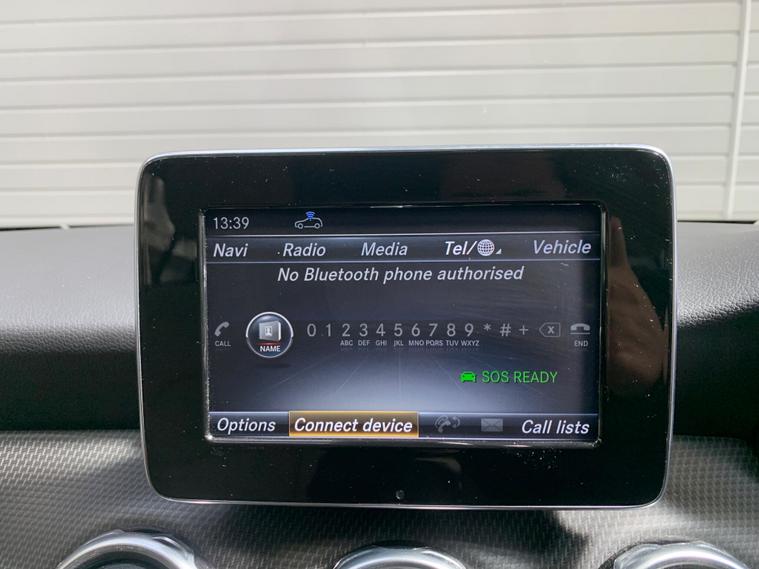 13:39
Navi Radio Media Tel/ Vehicle
No Bluetooth phone authorised
0 1 2 3 4 5 6 7 8 9 * # + X
CALL NAME ABC DEF GHI JKL MNO PQRS TUV WXYZ END
SOS READY
Options Connect device Call lists